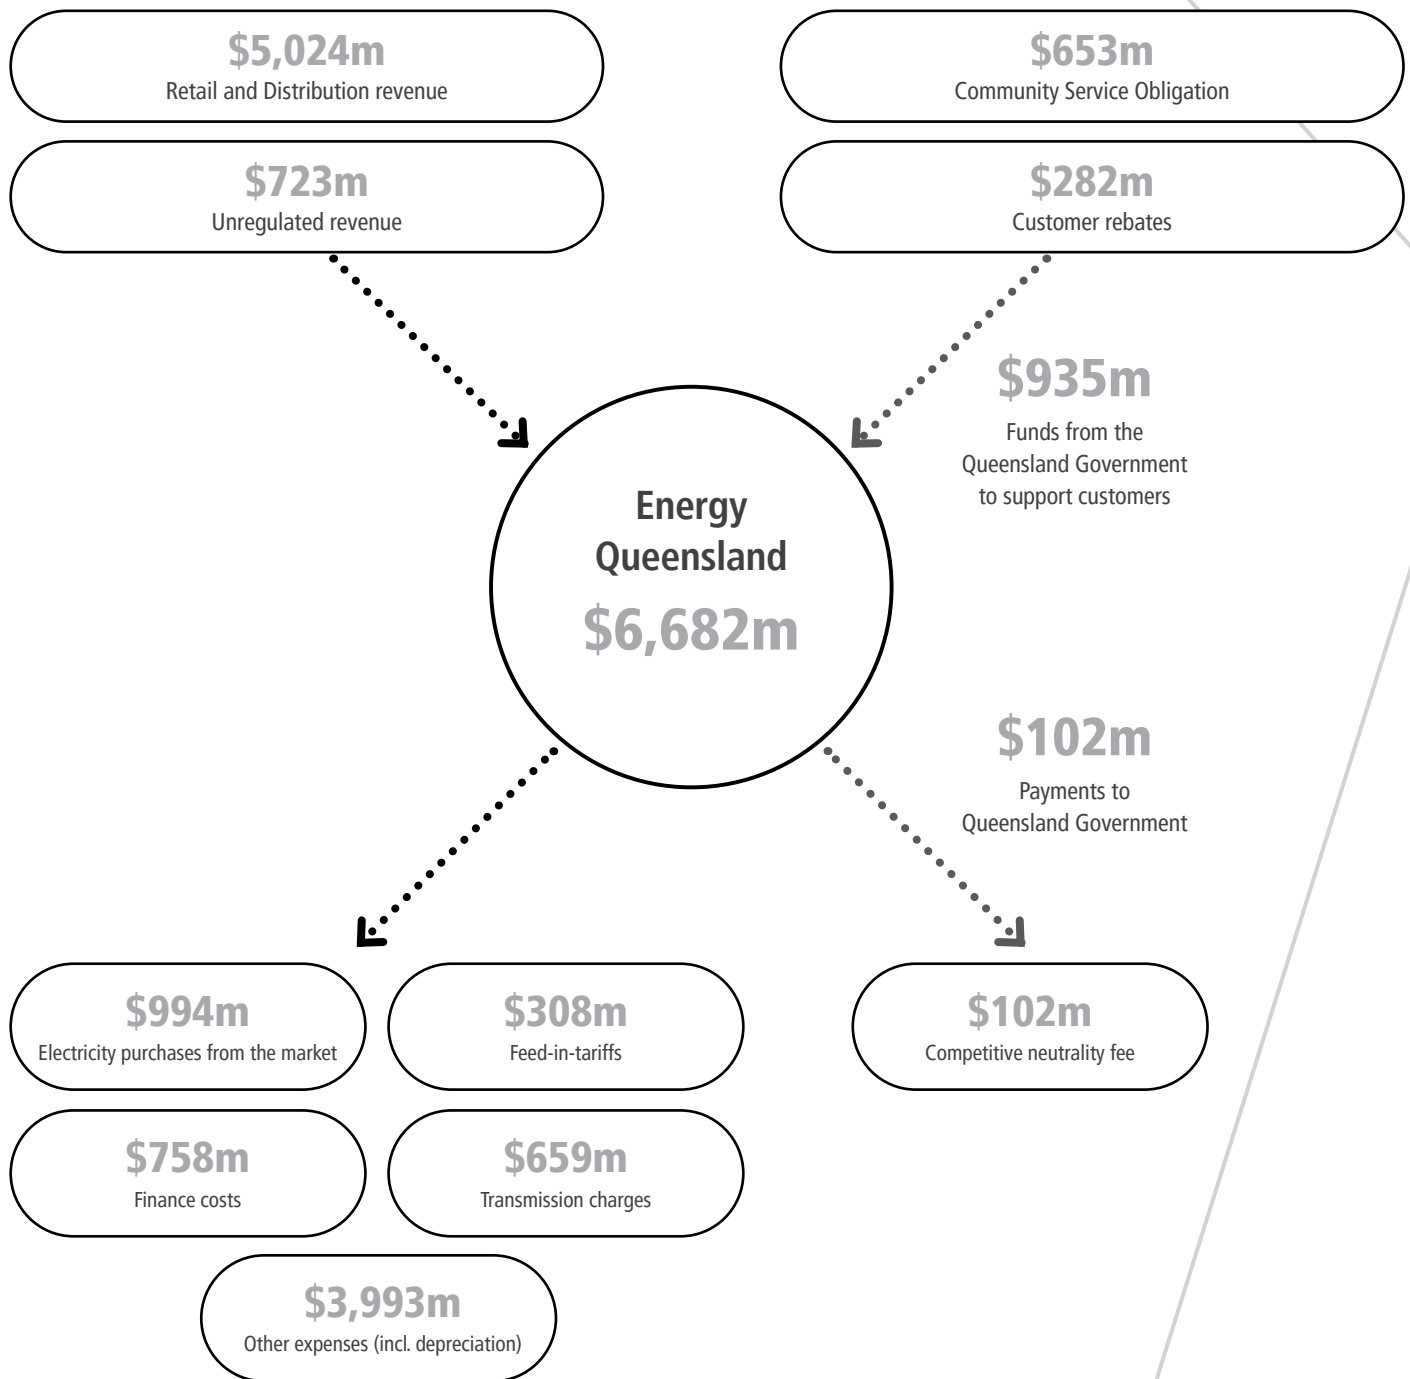 $5,024m
Retail and Distribution revenue
$653m
Community Service Obligation
$723m
Unregulated revenue
$282m
Customer rebates
$935m
Funds from the
Queensland Government
to support customers
Energy
Queensland
$6,682m
$102m
Payments to
Queensland Government
$994m
Electricity purchases from the market
$308m
Feed-in-tariffs
$102m
Competitive neutrality fee
$758m
Finance costs
$659m
Transmission charges
$3,993m
Other expenses (incl. depreciation)